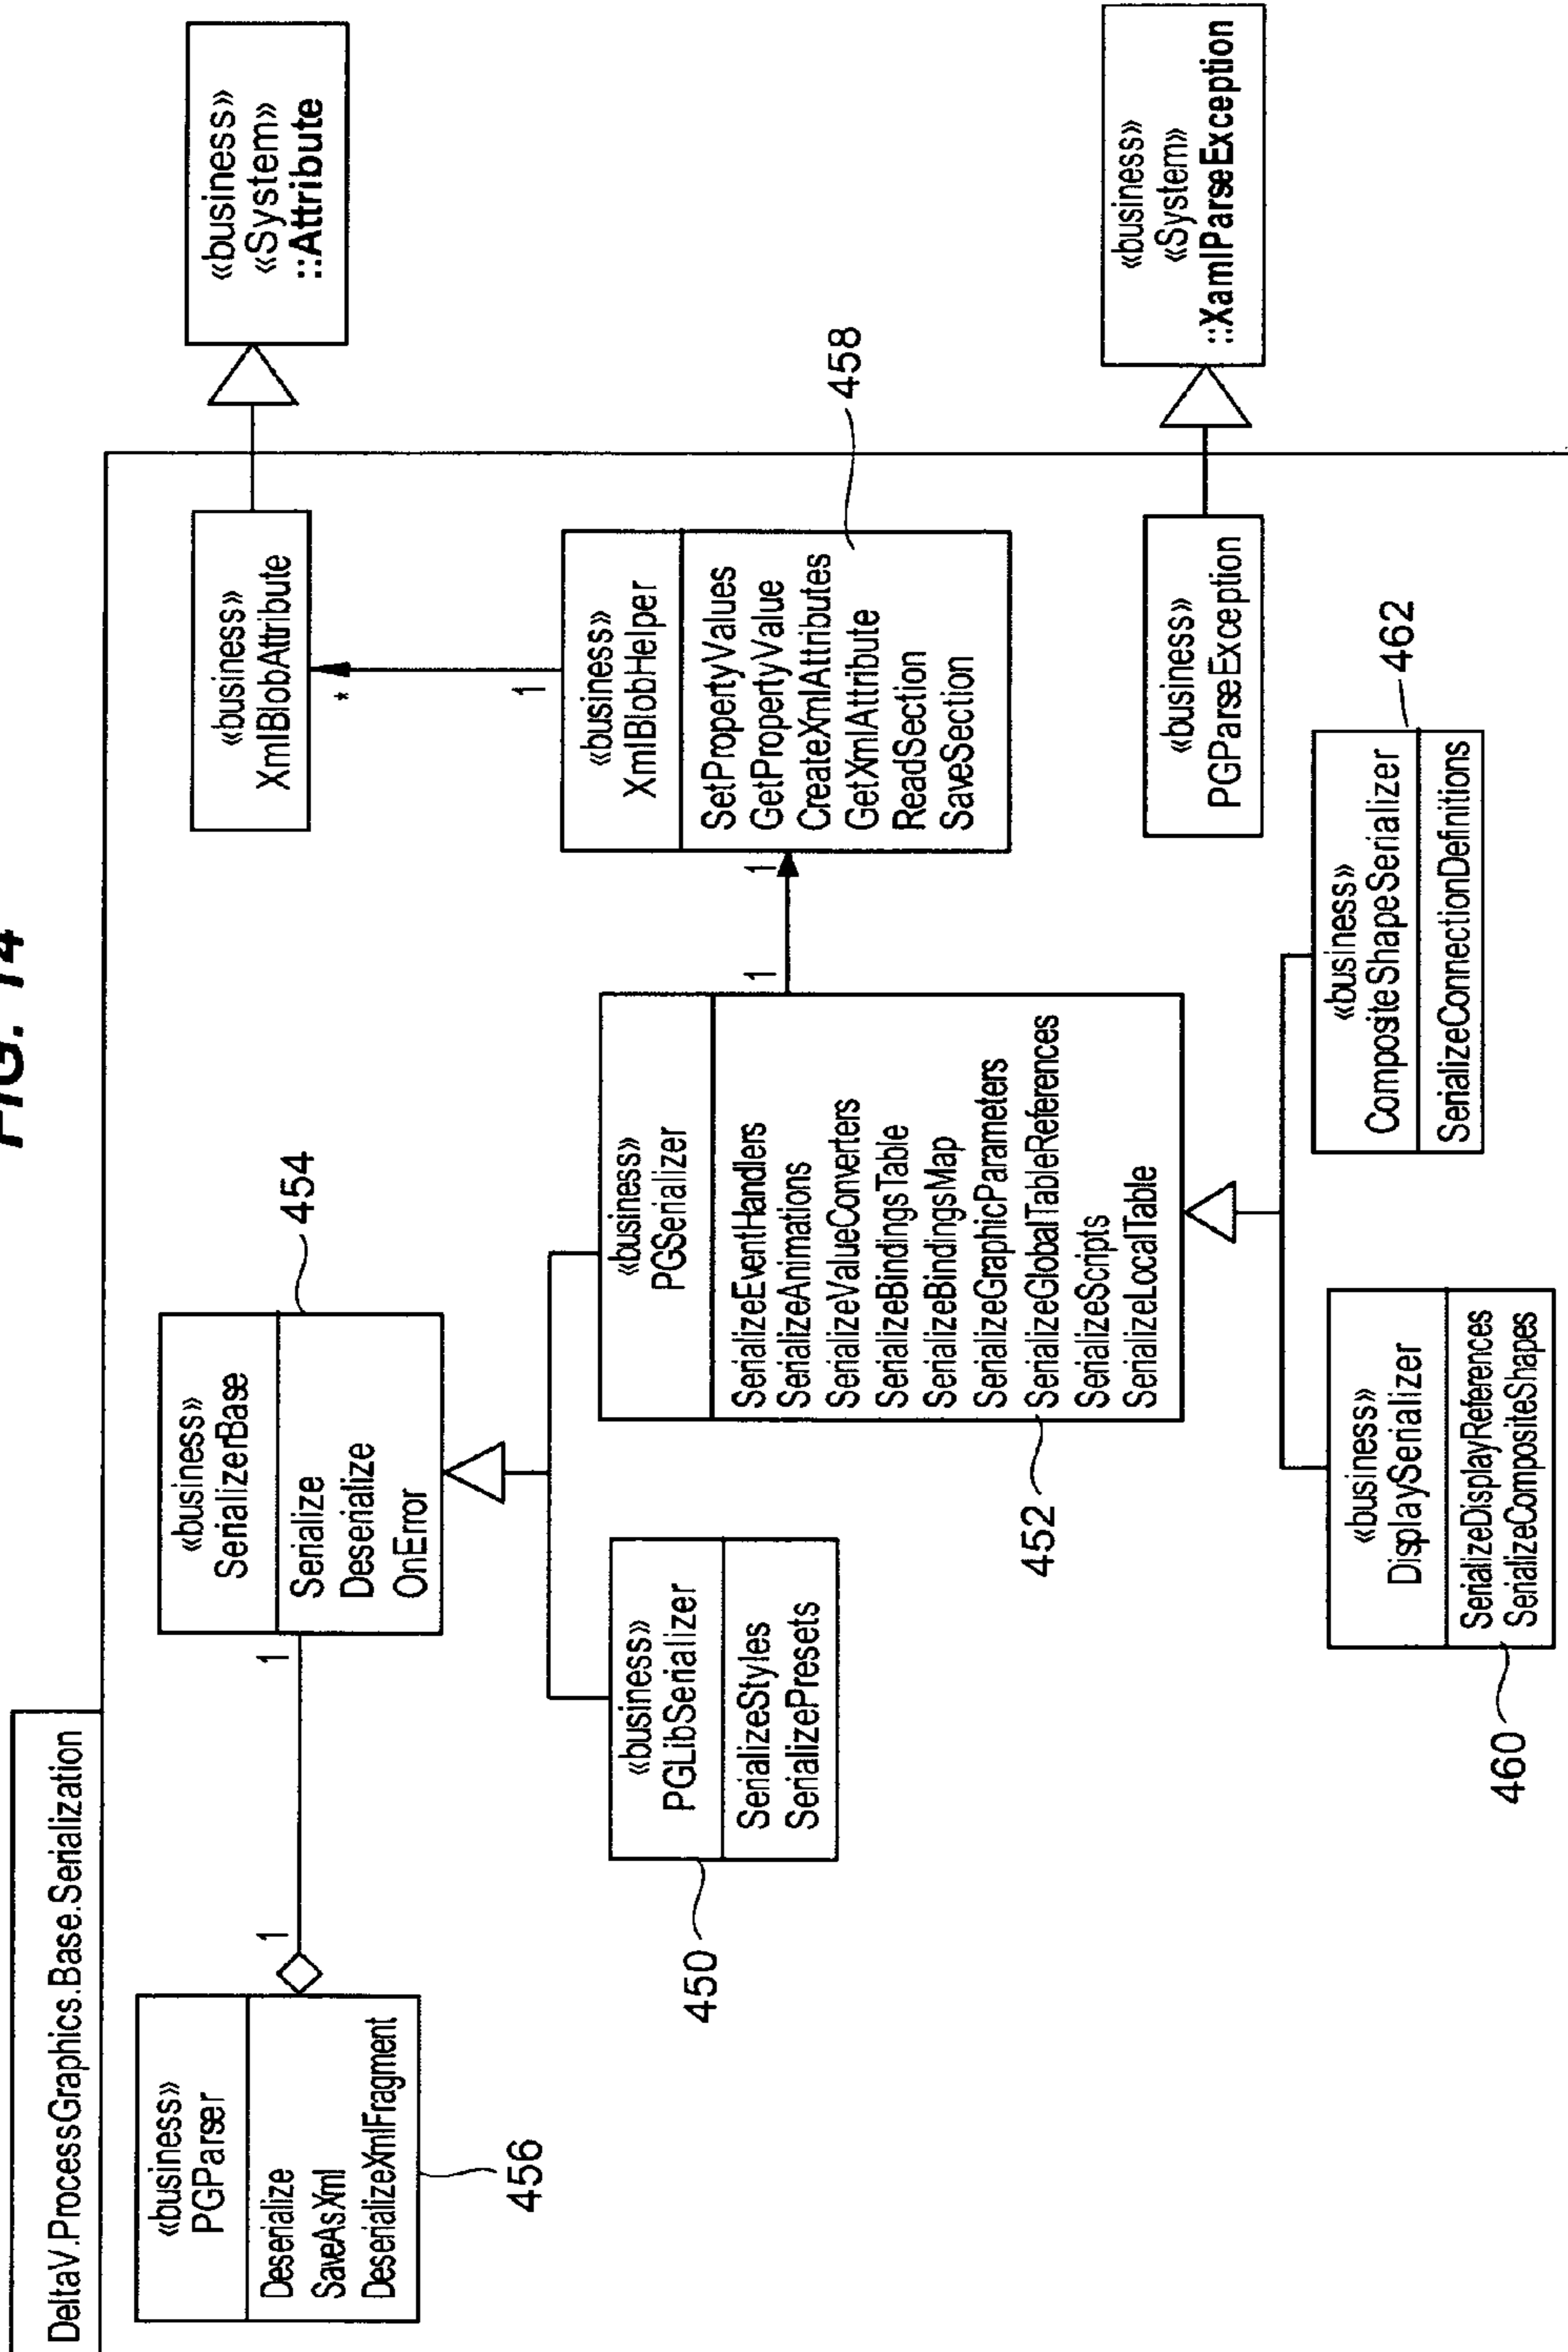 FIG. 14
DeltaV.ProcessGraphics.Base.Serialization
«business»
PGParser
Deserialize
SaveAsXml
DeserializeXmlFragment
456
1
1
«business»
SerializerBase
Serialize
Deserialize
OnError
454
«business»
XmlBlobAttribute
«business»
«System»
::Attribute
*
1
«business»
PGLibSerializer
SerializeStyles
SerializePresets
450
«business»
PGSerializer
SerializeEventHandlers
SerializeAnimations
SerializeValueConverters
SerializeBindingsTable
SerializeBindingsMap
SerializeGraphicParameters
SerializeGlobalTableReferences
SerializeScripts
SerializeLocalTable
452
1
1
«business»
XmlBlobHelper
SetPropertyValues
GetPropertyValue
CreateXmlAttributes
GetXmlAttribute
ReadSection
SaveSection
458
«business»
PGParseException
«business»
«System»
::XamlParseException
«business»
DisplaySerializer
SerializeDisplayReferences
SerializeCompositeShapes
460
«business»
CompositeShapeSerializer
SerializeConnectionDefinitions
462